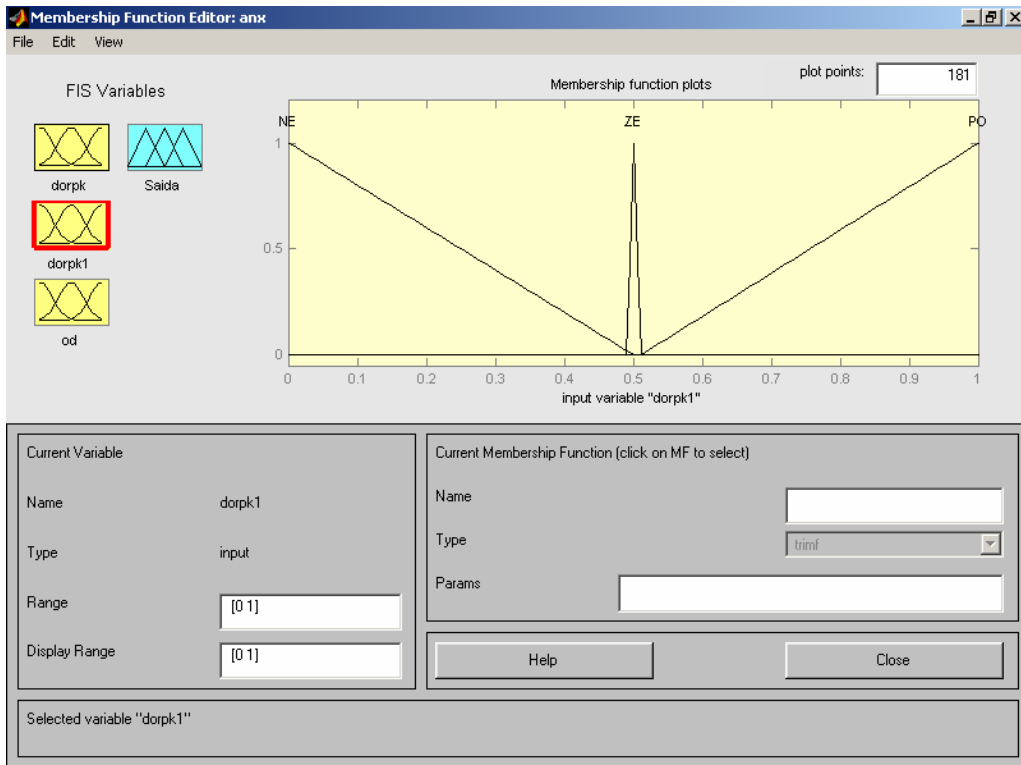 Membership Function Editor: anx
File Edit View
FIS Variables
dorpk
Saida
dorpk1
od
Membership function plots
plot points:
181
NE
ZE
PO
1
0.5
0
0 0.1 0.2 0.3 0.4 0.5 0.6 0.7 0.8 0.9 1
input variable "dorpk1"
Current Variable
Name dorpk1
Type input
Range [0 1]
Display Range [0 1]
Current Membership Function (click on MF to select)
Name
Type trimf
Params
Help
Close
Selected variable "dorpk1"